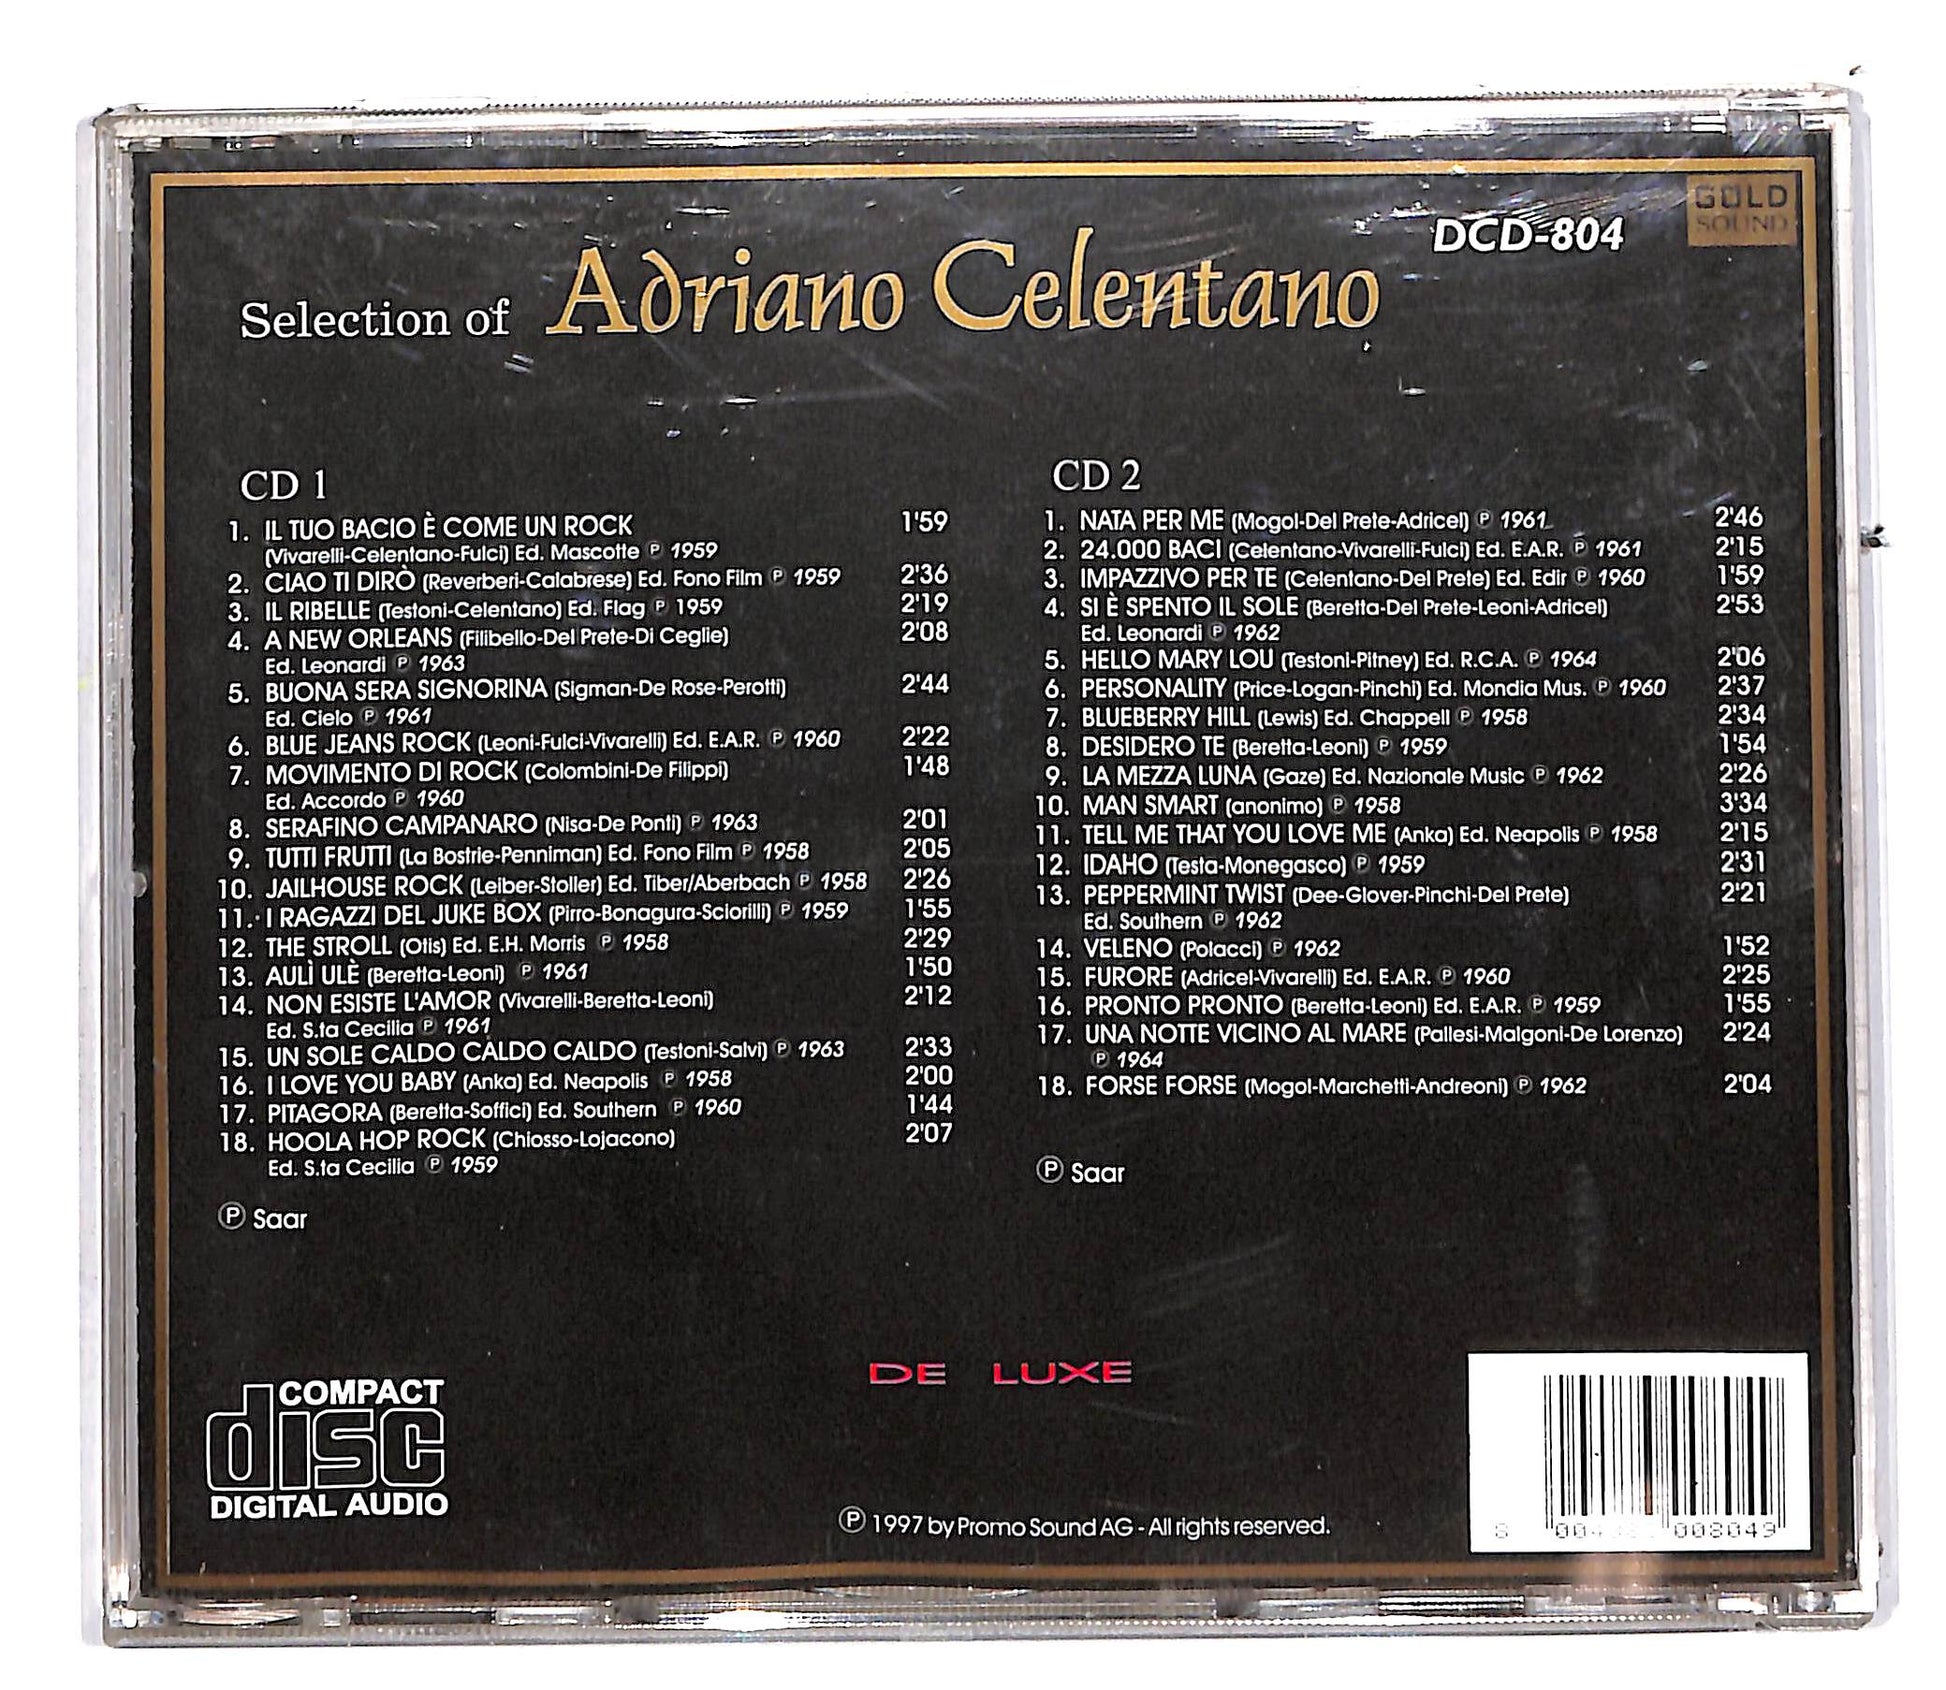 GOLD
SOUND
DCD-804
Selection of Adriano Celentano
CD 1
1. IL TUO BACIO È COME UN ROCK 1'59
(Vivarelli-Celentano-Fulci) Ed. Mascotte ℗ 1959
2. CIAO TI DIRÒ (Reverberi-Calabrese) Ed. Fono Film ℗ 1959 2'36
3. IL RIBELLE (Testoni-Celentano) Ed. Flag ℗ 1959 2'19
4. A NEW ORLEANS (Filibello-Del Prete-Di Ceglie) 2'08
Ed. Leonardi ℗ 1963
5. BUONA SERA SIGNORINA (Sigman-De Rose-Perotti) 2'44
Ed. Cielo ℗ 1961
6. BLUE JEANS ROCK (Leoni-Fulci-Vivarelli) Ed. E.A.R. ℗ 1960 2'22
7. MOVIMENTO DI ROCK (Colombini-De Filippi) 1'48
Ed. Accordo ℗ 1960
8. SERAFINO CAMPANARO (Nisa-De Ponti) ℗ 1963 2'01
9. TUTTI FRUTTI (La Bostrie-Penniman) Ed. Fono Film ℗ 1958 2'05
10. JAILHOUSE ROCK (Leiber-Stoller) Ed. Tiber/Aberbach ℗ 1958 2'26
11. I RAGAZZI DEL JUKE BOX (Pirro-Bonagura-Sciorilli) ℗ 1959 1'55
12. THE STROLL (Otis) Ed. E.H. Morris ℗ 1958 2'29
13. AULÌ ULÈ (Beretta-Leoni) ℗ 1961 1'50
14. NON ESISTE L'AMOR (Vivarelli-Beretta-Leoni) 2'12
Ed. S.ta Cecilia ℗ 1961
15. UN SOLE CALDO CALDO CALDO (Testoni-Salvi) ℗ 1963 2'33
16. I LOVE YOU BABY (Anka) Ed. Neapolis ℗ 1958 2'00
17. PITAGORA (Beretta-Soffici) Ed. Southern ℗ 1960 1'44
18. HOOLA HOP ROCK (Chiosso-Lojacono) 2'07
Ed. S.ta Cecilia ℗ 1959
℗ Saar
CD 2
1. NATA PER ME (Mogol-Del Prete-Adricel) ℗ 1961 2'46
2. 24.000 BACI (Celentano-Vivarelli-Fulci) Ed. E.A.R. ℗ 1961 2'15
3. IMPAZZIVO PER TE (Celentano-Del Prete) Ed. Edir ℗ 1960 1'59
4. SI È SPENTO IL SOLE (Beretta-Del Prete-Leoni-Adricel) 2'53
Ed. Leonardi ℗ 1962
5. HELLO MARY LOU (Testoni-Pitney) Ed. R.C.A. ℗ 1964 2'06
6. PERSONALITY (Price-Logan-Pinchi) Ed. Mondia Mus. ℗ 1960 2'37
7. BLUEBERRY HILL (Lewis) Ed. Chappell ℗ 1958 2'34
8. DESIDERO TE (Beretta-Leoni) ℗ 1959 1'54
9. LA MEZZA LUNA (Gaze) Ed. Nazionale Music ℗ 1962 2'26
10. MAN SMART (anonimo) ℗ 1958 3'34
11. TELL ME THAT YOU LOVE ME (Anka) Ed. Neapolis ℗ 1958 2'15
12. IDAHO (Testa-Monegasco) ℗ 1959 2'31
13. PEPPERMINT TWIST (Dee-Glover-Pinchi-Del Prete) 2'21
Ed. Southern ℗ 1962
14. VELENO (Polacci) ℗ 1962 1'52
15. FURORE (Adricel-Vivarelli) Ed. E.A.R. ℗ 1960 2'25
16. PRONTO PRONTO (Beretta-Leoni) Ed. E.A.R. ℗ 1959 1'55
17. UNA NOTTE VICINO AL MARE (Pallesi-Malgoni-De Lorenzo) 2'24
℗ 1964
18. FORSE FORSE (Mogol-Marchetti-Andreoni) ℗ 1962 2'04
℗ Saar
DE LUXE
COMPACT
disc
DIGITAL AUDIO
℗ 1997 by Promo Sound AG - All rights reserved.
8 008049